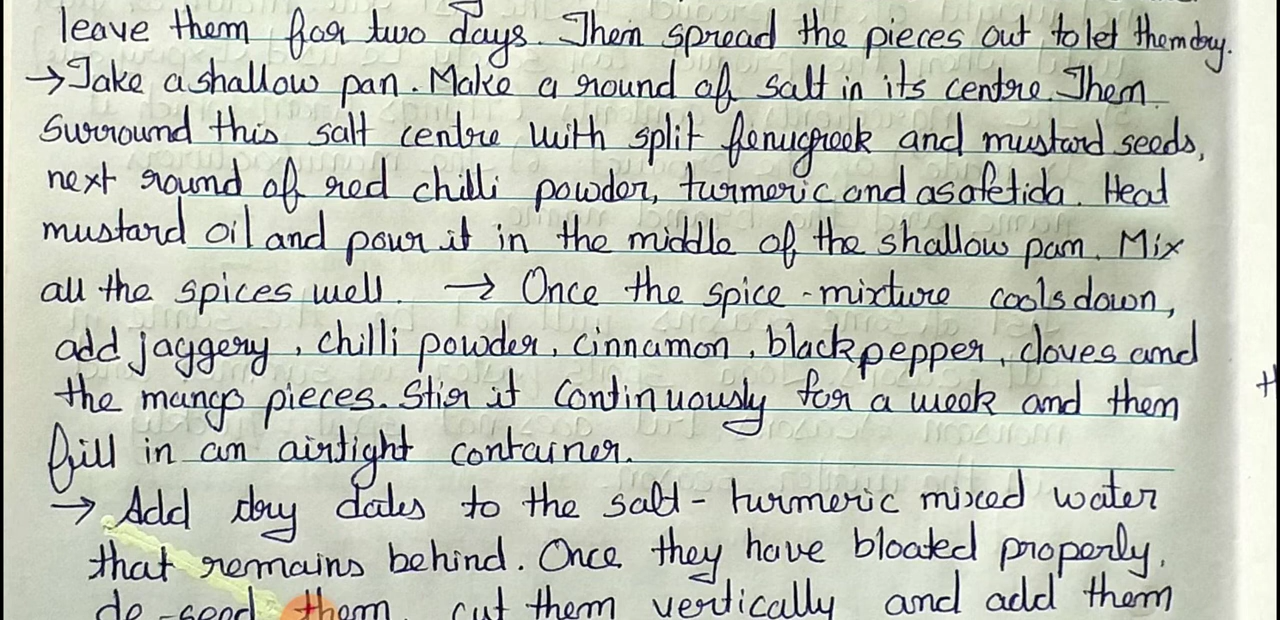 leave them for two days. Then spread the pieces out to let them dry.
→ Take a shallow pan. Make a round of salt in its centre. Then
surround this salt centre with split fenugreek and mustard seeds,
next round of red chilli powder, turmeric and asafetida. Heat
mustard oil and pour it in the middle of the shallow pan. Mix
all the spices well. → Once the spice-mixture cools down,
add jaggery, chilli powder, cinnamon, black pepper, cloves and
the mango pieces. Stir it continuously for a week and then
fill in an airtight container.
→ Add dry dates to the salt-turmeric mixed water
that remains behind. Once they have bloated properly,
de-seed them, cut them vertically and add them